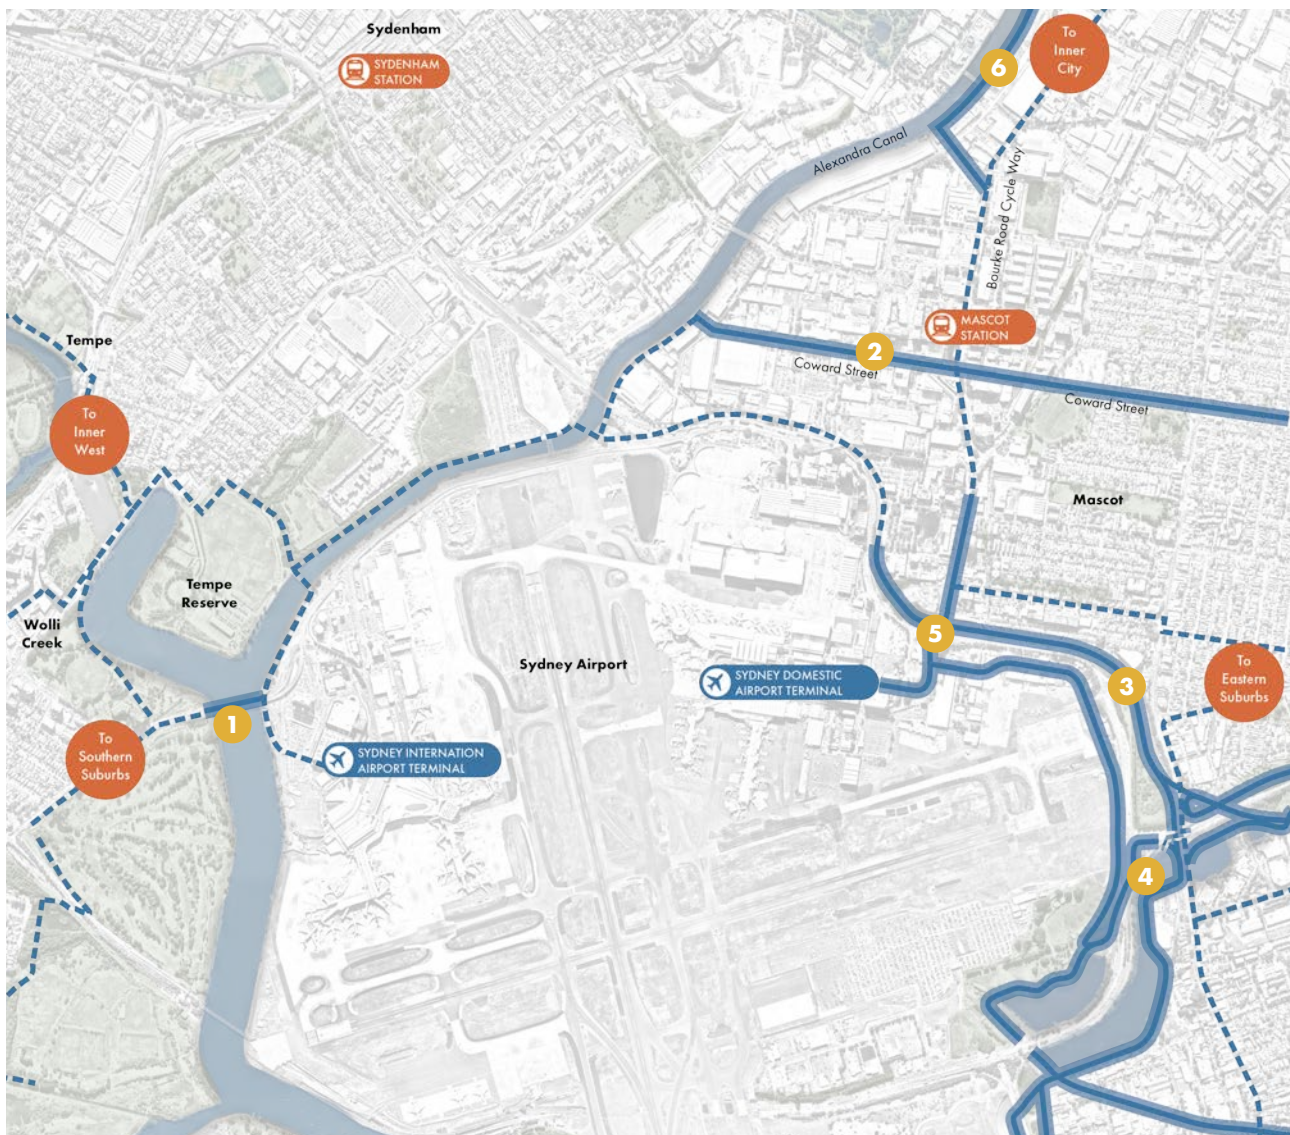 Sydenham
SYDENHAM
STATION
To
Inner
City
6
Alexandra Canal
Bourke Road Cycle Way
MASCOT
STATION
Tempe
2
Coward Street
Coward Street
To
Inner
West
Mascot
Tempe
Reserve
Wolli
Creek
5
Sydney Airport
SYDNEY DOMESTIC
AIRPORT TERMINAL
3
To
Eastern
Suburbs
1
To
Southern
Suburbs
SYDNEY INTERNATION
AIRPORT TERMINAL
4